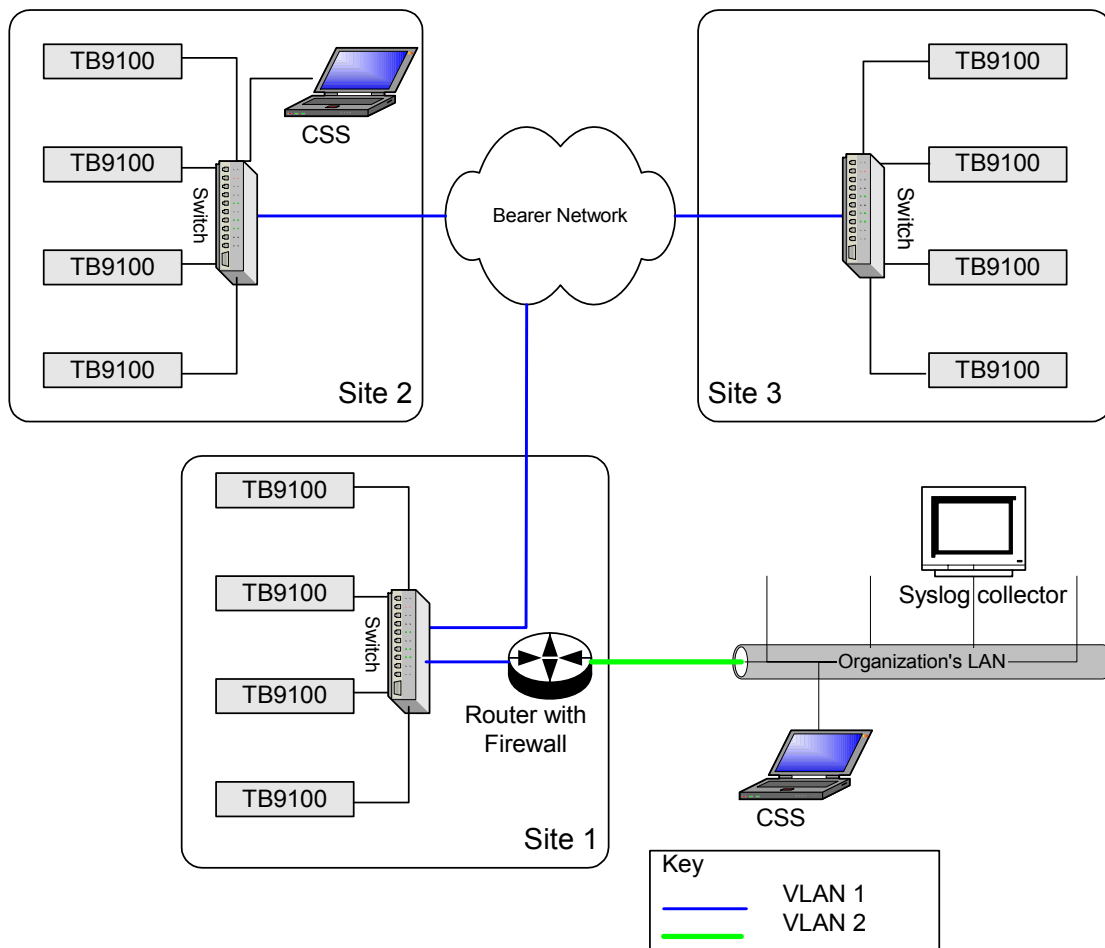 TB9100
TB9100
TB9100
TB9100
CSS
Switch
Site 2
Bearer Network
TB9100
TB9100
TB9100
TB9100
Switch
Site 3
TB9100
TB9100
TB9100
TB9100
Switch
Router with
Firewall
Site 1
Syslog collector
Organization's LAN
CSS
Key
VLAN 1
VLAN 2